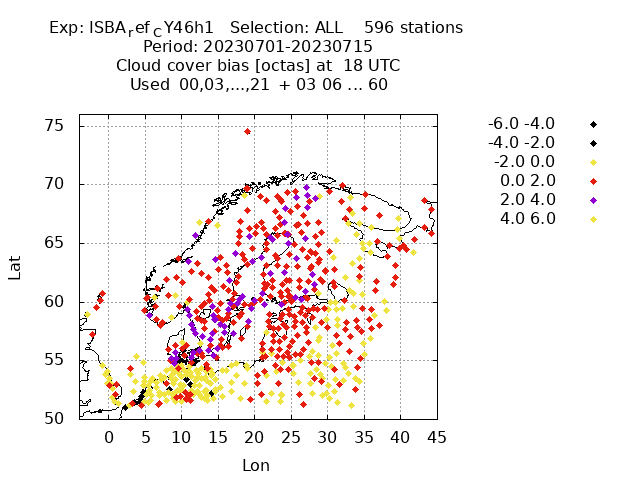 Exp: ISBAref CY46h1 Selection: ALL 596 stations
Period: 20230701-20230715
Cloud cover bias [octas] at 18 UTC
Used 00,03,...,21 + 03 06 ... 60
-6.0 -4.0
-4.0 -2.0
-2.0 0.0
0.0 2.0
2.0 4.0
4.0 6.0
75
70
65
60
55
50
Lat
0 5 10 15 20 25 30 35 40 45
Lon